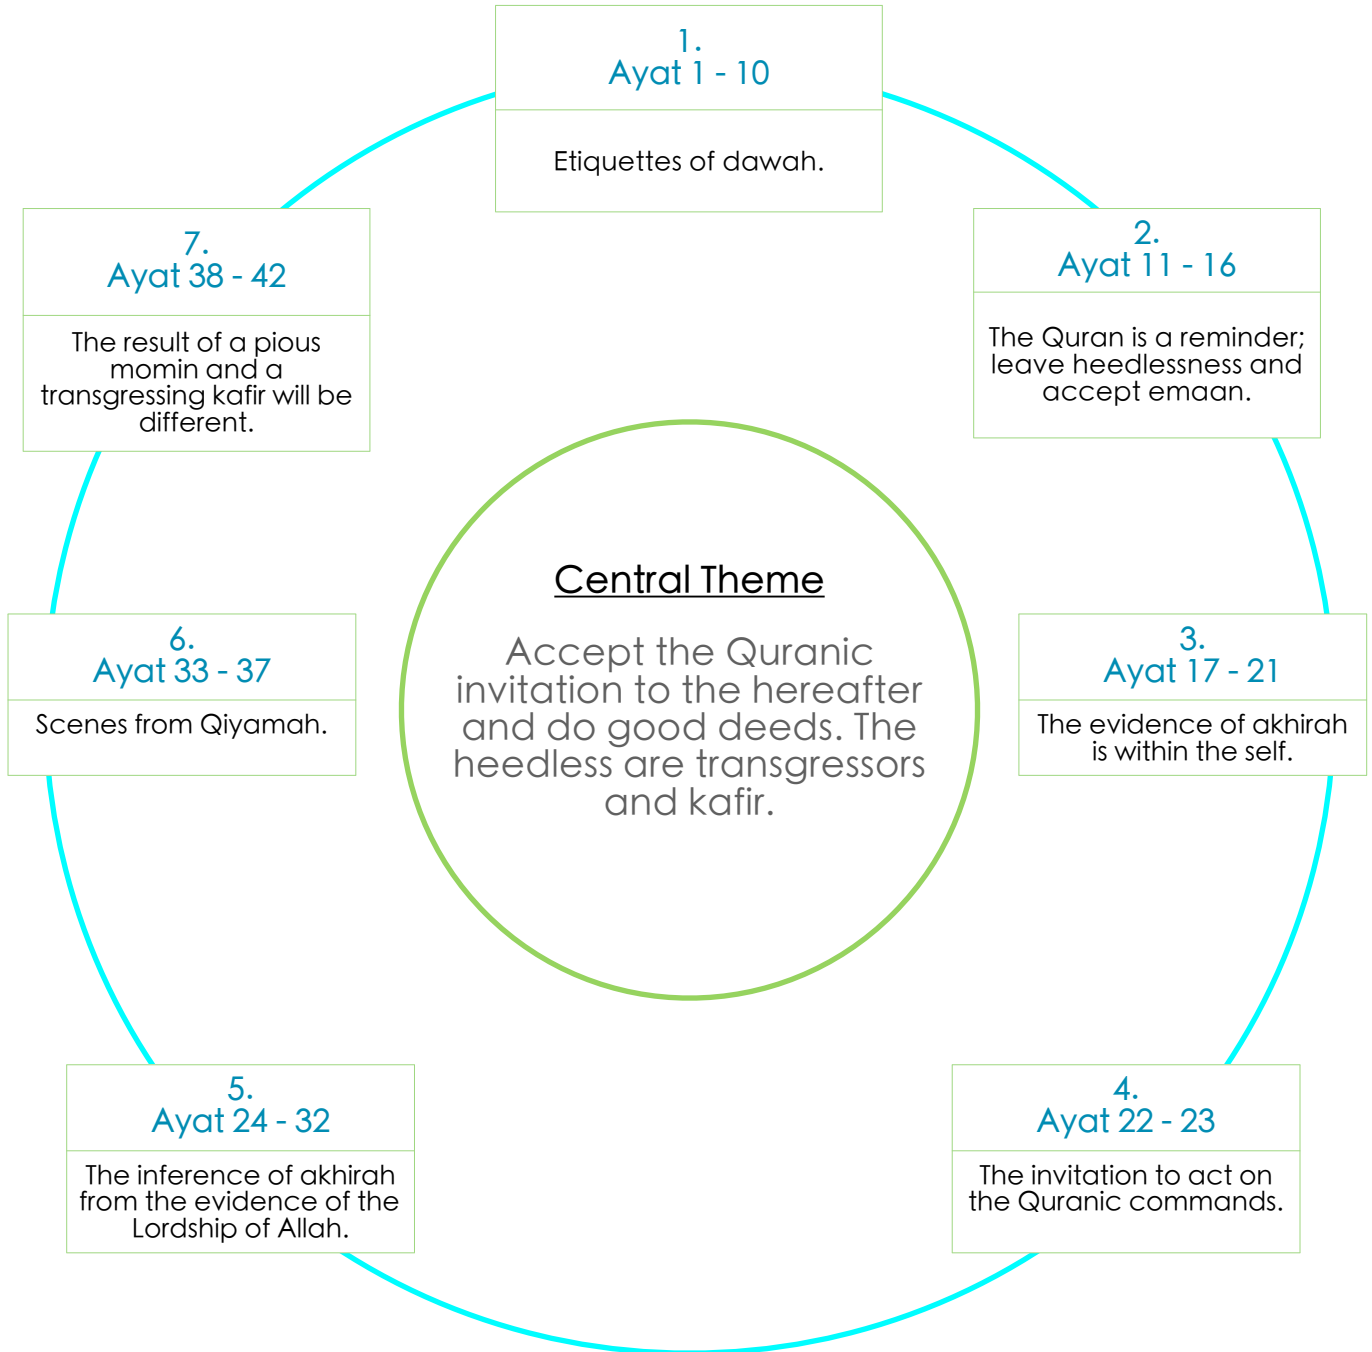 1.
Ayat 1 - 10
Etiquettes of dawah.
2.
Ayat 11 - 16
The Quran is a reminder;
leave heedlessness and
accept emaan.
3.
Ayat 17 - 21
The evidence of akhirah
is within the self.
4.
Ayat 22 - 23
The invitation to act on
the Quranic commands.
5.
Ayat 24 - 32
The inference of akhirah
from the evidence of the
Lordship of Allah.
6.
Ayat 33 - 37
Scenes from Qiyamah.
7.
Ayat 38 - 42
The result of a pious
momin and a
transgressing kafir will be
different.
Central Theme
Accept the Quranic
invitation to the hereafter
and do good deeds. The
heedless are transgressors
and kafir.